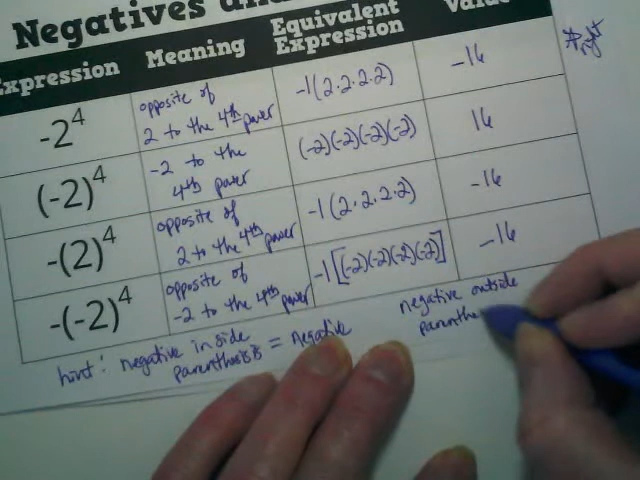 Negatives
Expression Meaning Equivalent Expression Value
-2⁴
opposite of
2 to the 4th power
-1(2·2·2·2)
-16
(-2)⁴
-2 to the
4th power
(-2)(-2)(-2)(-2)
16
-(2)⁴
opposite of
2 to the 4th power
-1(2·2·2·2)
-16
-(-2)⁴
opposite of
-2 to the 4th power
-1[(-2)(-2)(-2)(-2)]
-16
hint: negative inside
parenthesis = negative
negative outside
parenthe